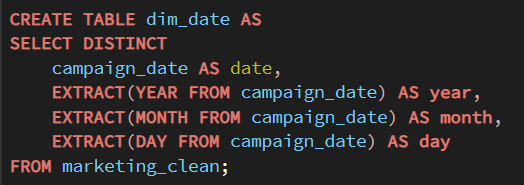 CREATE TABLE dim_date AS
SELECT DISTINCT
    campaign_date AS date,
    EXTRACT(YEAR FROM campaign_date) AS year,
    EXTRACT(MONTH FROM campaign_date) AS month,
    EXTRACT(DAY FROM campaign_date) AS day
FROM marketing_clean;